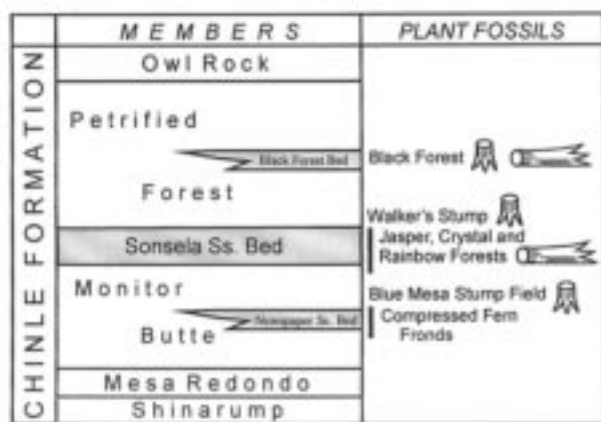 MEMBERS
PLANT FOSSILS
CHINLE FORMATION
Owl Rock
Petrified
Black Forest Bed
Forest
Sonsela Ss. Bed
Monitor
Newspaper Ss. Bed
Butte
Mesa Redondo
Shinarump
Black Forest
Walker's Stump
Jasper, Crystal and
Rainbow Forests
Blue Mesa Stump Field
Compressed Fern
Fronds